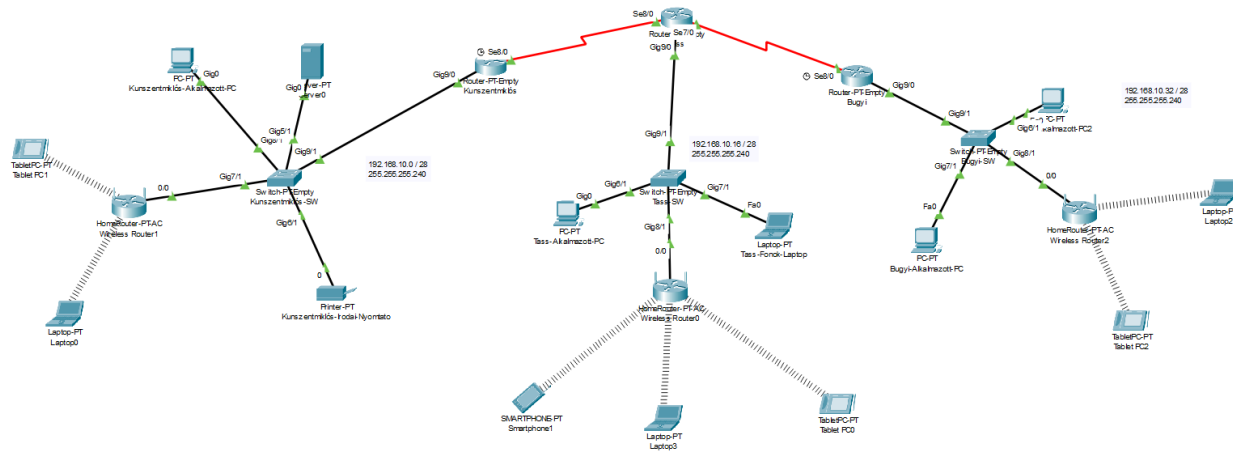 Se8/0
Se7/0
Router
Gig9/0
Se8/0
Gig9/0
Router-PT-Empty
Kunszentmiklós
Se8/0
Gig9/0
Router-PT-Empty
Bugyi
PC-PT
Kunszentmiklós-Alkalmazott-PC
Gig0
Gig0
Gig5/1
Gig9/1
192.168.10.0 / 28
255.255.255.240
Switch-PT-Empty
Kunszentmiklós-SW
TabletPC-PT
Tablet PC1
0/0
Gig7/1
HomeRouter-PT-AC
Wireless Router1
Gig6/1
0
Printer-PT
Kunszentmiklós-Irodai-Nyomtato
Laptop-PT
Laptop0
Gig9/1
192.168.10.16 / 28
255.255.255.240
Switch-PT-Empty
Tass-SW
Gig0
Gig6/1
Gig7/1
Gig8/1
Fa0
PC-PT
Tass-Alkalmazott-PC
Laptop-PT
Tass-Fonok-Laptop
0/0
HomeRouter-PT-AC
Wireless Router0
SMARTPHONE-PT
Smartphone1
Laptop-PT
Laptop3
TabletPC-PT
Tablet PC0
192.168.10.32 / 28
255.255.255.240
Gig9/1
Gig6/1
Switch-PT-Empty
Bugyi-SW
Gig7/1
Gig8/1
Fa0
0/0
PC-PT
Bugyi-Alkalmazott-PC
HomeRouter-PT-AC
Wireless Router2
Laptop2
TabletPC-PT
Tablet PC2